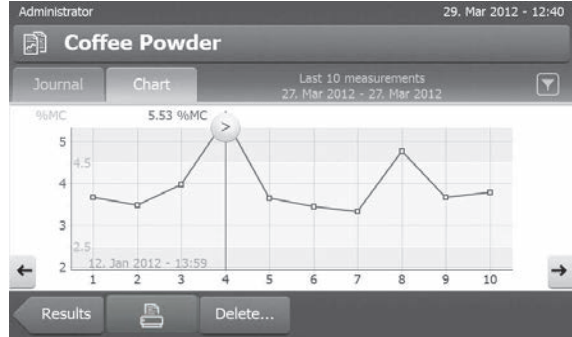 Administrator 29. Mar 2012 - 12:40
Coffee Powder
Journal Chart Last 10 measurements
27. Mar 2012 - 27. Mar 2012
%MC 5.53 %MC
>
5
4.5
4
3
2.5
12. Jan 2012 - 13:59
2
1 2 3 4 5 6 7 8 9 10
Results Delete...